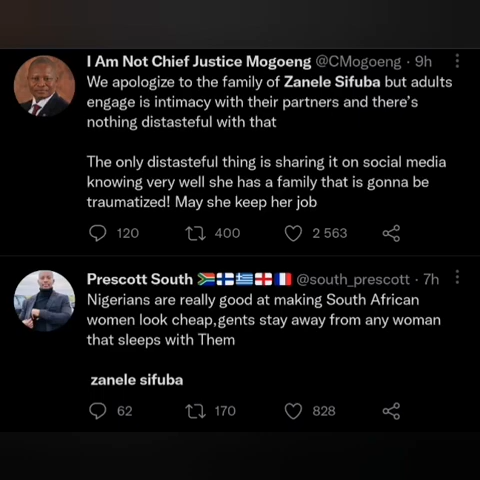 I Am Not Chief Justice Mogoeng @CMogoeng · 9h
We apologize to the family of Zanele Sifuba but adults
engage is intimacy with their partners and there's
nothing distasteful with that
The only distasteful thing is sharing it on social media
knowing very well she has a family that is gonna be
traumatized! May she keep her job
120 400 2 563
Prescott South 🇿🇦🇫🇮🇬🇷🏴󠁧󠁢󠁥󠁮󠁧󠁿🇫🇷 @south_prescott · 7h
Nigerians are really good at making South African
women look cheap,gents stay away from any woman
that sleeps with Them
zanele sifuba
62 170 828